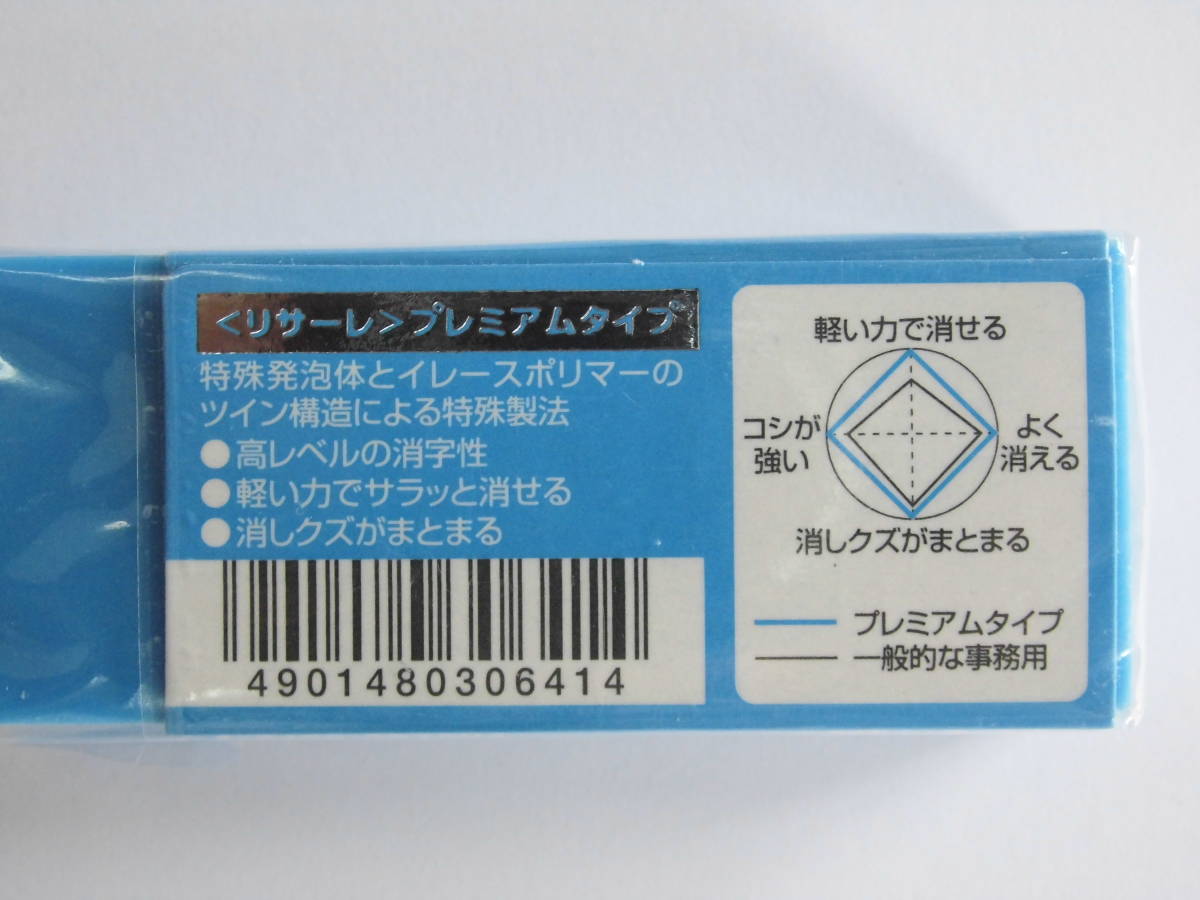 <リサーレ>プレミアムタイプ
特殊発泡体とイレースポリマーの
ツイン構造による特殊製法
●高レベルの消字性
●軽い力でサラッと消せる
●消しクズがまとまる
4901480306414
軽い力で消せる
コシが
強い
よく
消える
消しクズがまとまる
プレミアムタイプ
一般的な事務用